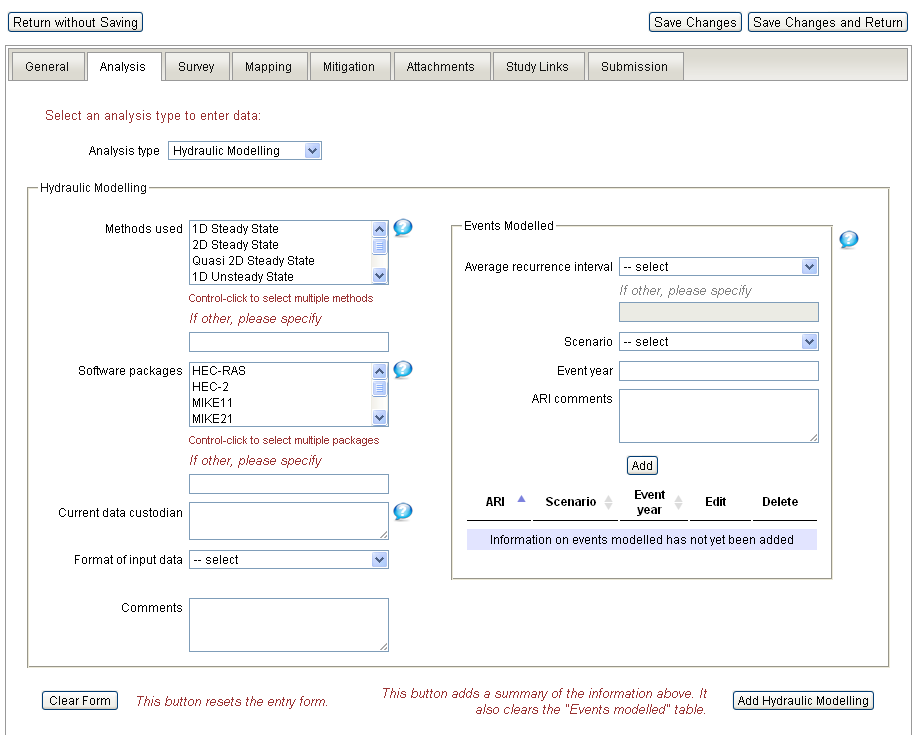 Return without Saving
Save Changes
Save Changes and Return
General
Analysis
Survey
Mapping
Mitigation
Attachments
Study Links
Submission
Select an analysis type to enter data:
Analysis type
Hydraulic Modelling
Hydraulic Modelling
Methods used
1D Steady State
2D Steady State
Quasi 2D Steady State
1D Unsteady State
Control-click to select multiple methods
If other, please specify
Software packages
HEC-RAS
HEC-2
MIKE11
MIKE21
Control-click to select multiple packages
If other, please specify
Current data custodian
Format of input data
-- select
Comments
Events Modelled
Average recurrence interval
-- select
If other, please specify
Scenario
-- select
Event year
ARI comments
Add
ARI
Scenario
Event
year
Edit
Delete
Information on events modelled has not yet been added
Clear Form
This button resets the entry form.
This button adds a summary of the information above. It
also clears the "Events modelled" table.
Add Hydraulic Modelling